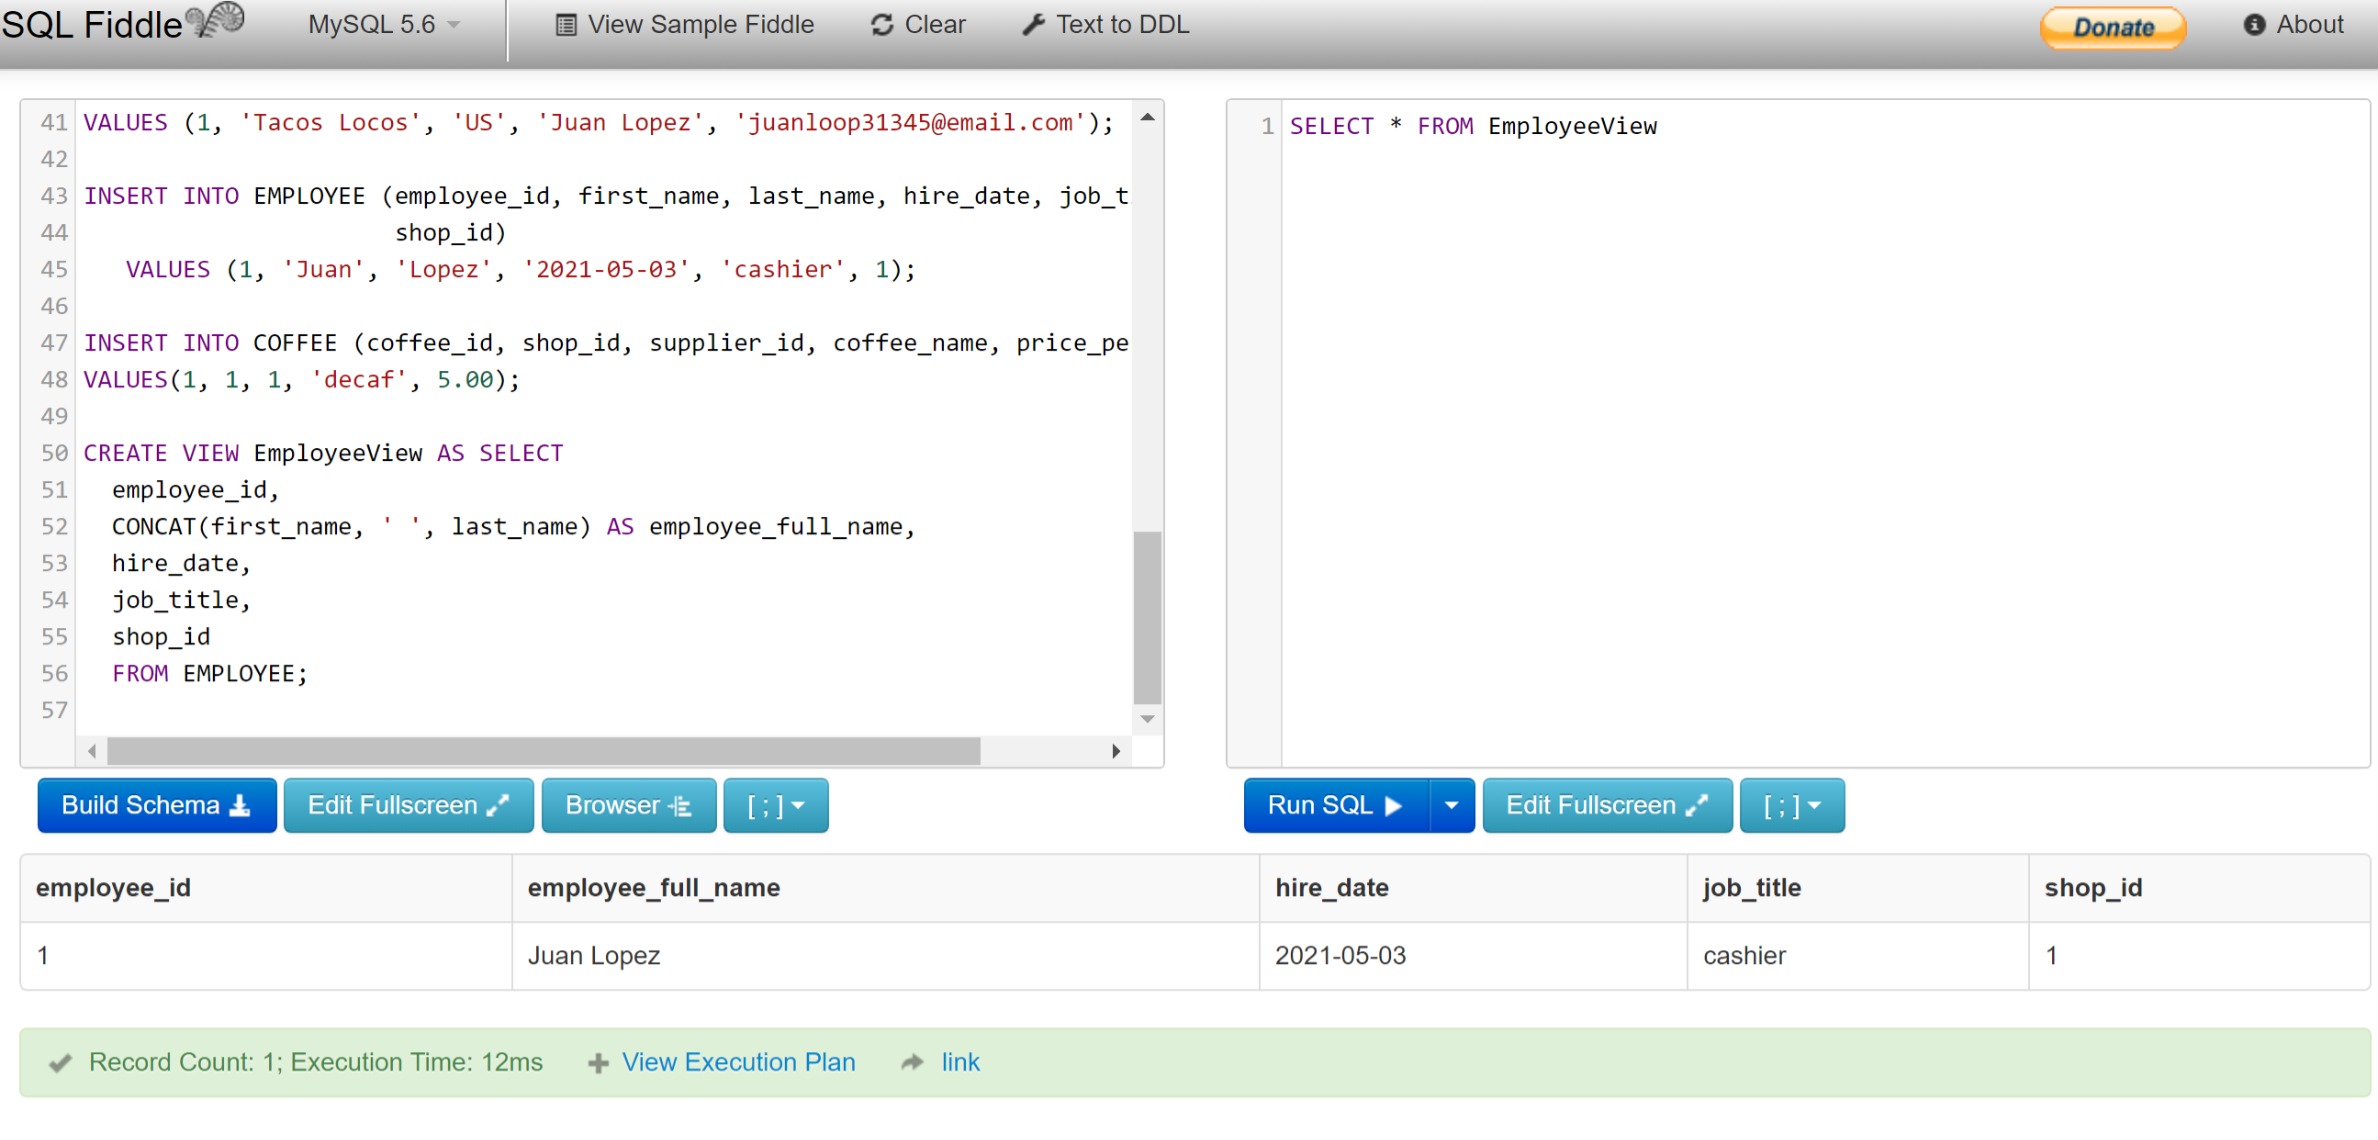 SQL Fiddle MySQL 5.6 View Sample Fiddle Clear Text to DDL Donate About
41 VALUES (1, 'Tacos Locos', 'US', 'Juan Lopez', 'juanloop31345@email.com');
42
43 INSERT INTO EMPLOYEE (employee_id, first_name, last_name, hire_date, job_t
44 shop_id)
45 VALUES (1, 'Juan', 'Lopez', '2021-05-03', 'cashier', 1);
46
47 INSERT INTO COFFEE (coffee_id, shop_id, supplier_id, coffee_name, price_pe
48 VALUES(1, 1, 1, 'decaf', 5.00);
49
50 CREATE VIEW EmployeeView AS SELECT
51 employee_id,
52 CONCAT(first_name, ' ', last_name) AS employee_full_name,
53 hire_date,
54 job_title,
55 shop_id
56 FROM EMPLOYEE;
57
1 SELECT * FROM EmployeeView
Build Schema Edit Fullscreen Browser [ ; ]
Run SQL Edit Fullscreen [ ; ]
employee_id employee_full_name hire_date job_title shop_id
1 Juan Lopez 2021-05-03 cashier 1
Record Count: 1; Execution Time: 12ms View Execution Plan link